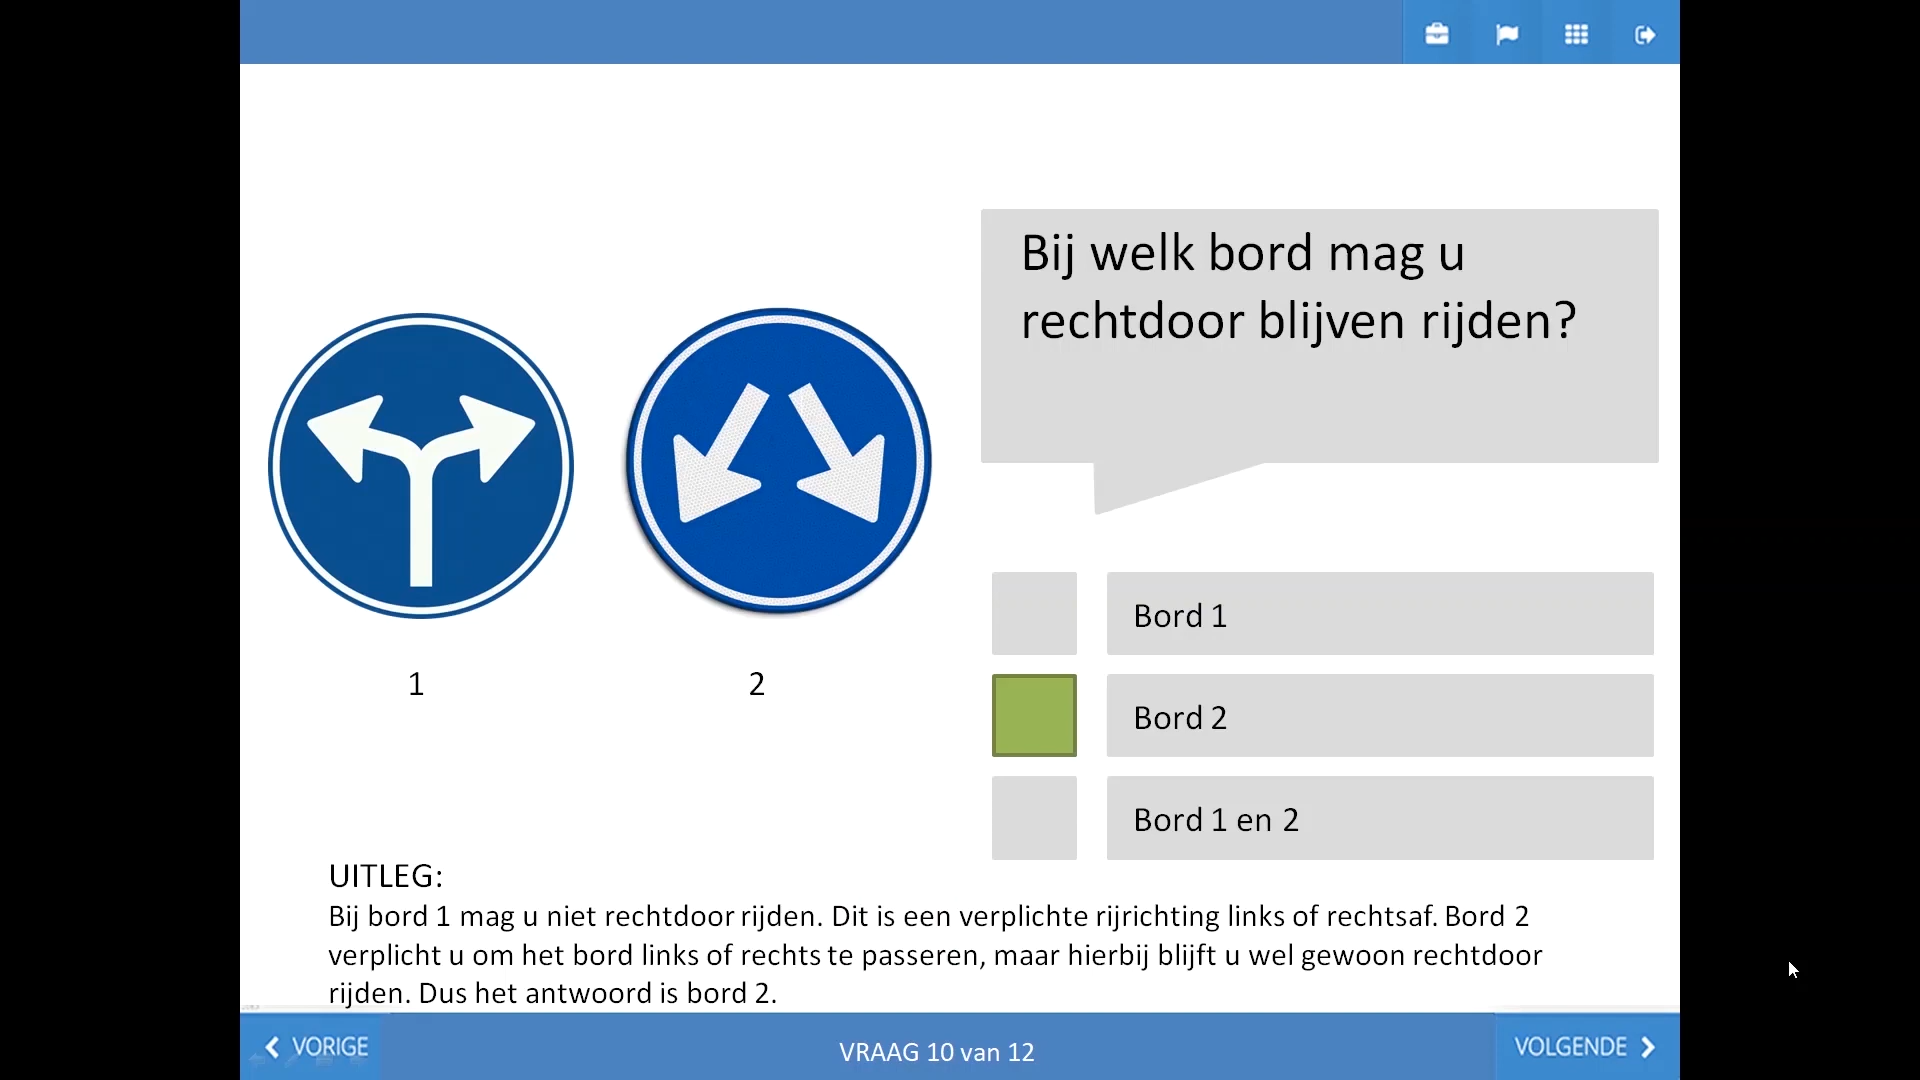 Bij welk bord mag u
rechtdoor blijven rijden?
1
2
Bord 1
Bord 2
Bord 1 en 2
UITLEG:
Bij bord 1 mag u niet rechtdoor rijden. Dit is een verplichte rijrichting links of rechtsaf. Bord 2
verplicht u om het bord links of rechts te passeren, maar hierbij blijft u wel gewoon rechtdoor
rijden. Dus het antwoord is bord 2.
VORIGE
VRAAG 10 van 12
VOLGENDE